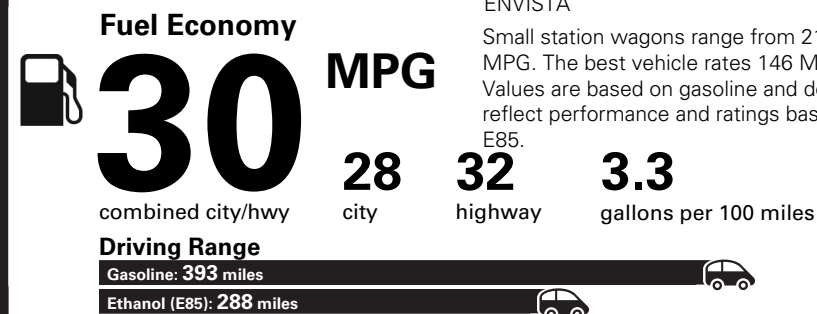 Fuel Economy
30
MPG
combined city/hwy
28
city
32
highway
3.3
gallons per 100 miles
ENVISTA
Small station wagons range from 21
MPG. The best vehicle rates 146 M
Values are based on gasoline and d
reflect performance and ratings bas
E85.
Driving Range
Gasoline: 393 miles
Ethanol (E85): 288 miles